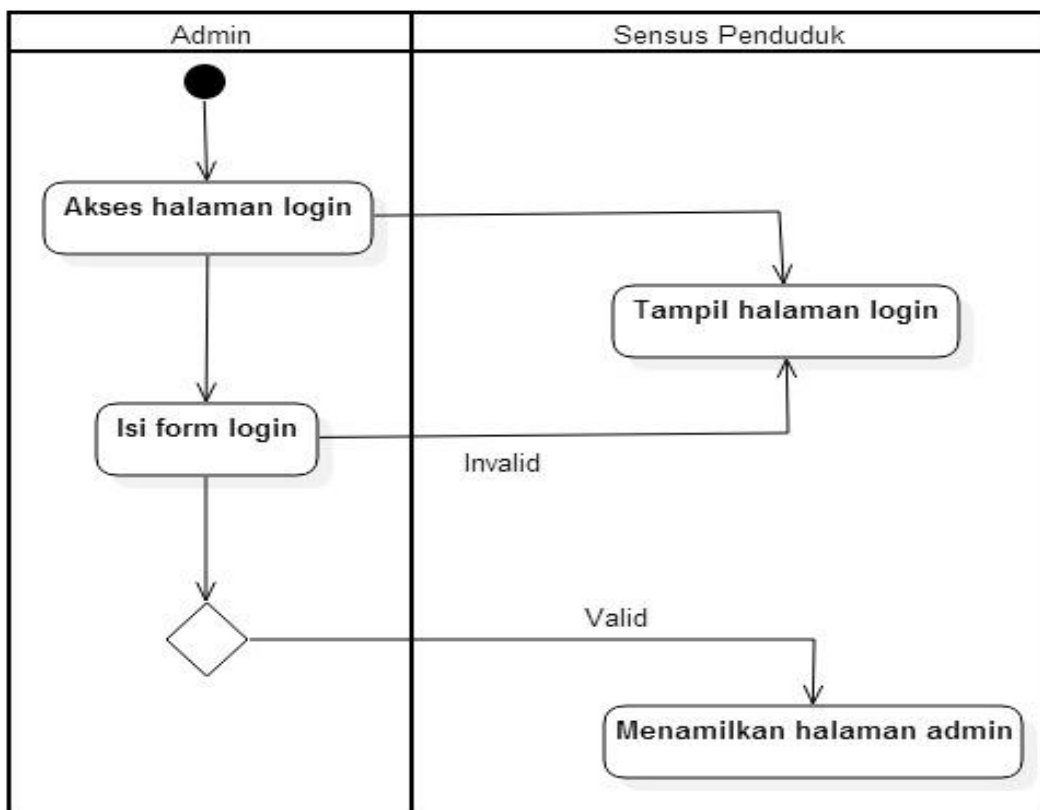 Admin
Sensus Penduduk
Akses halaman login
Tampil halaman login
Isi form login
Invalid
Valid
Menamilkan halaman admin